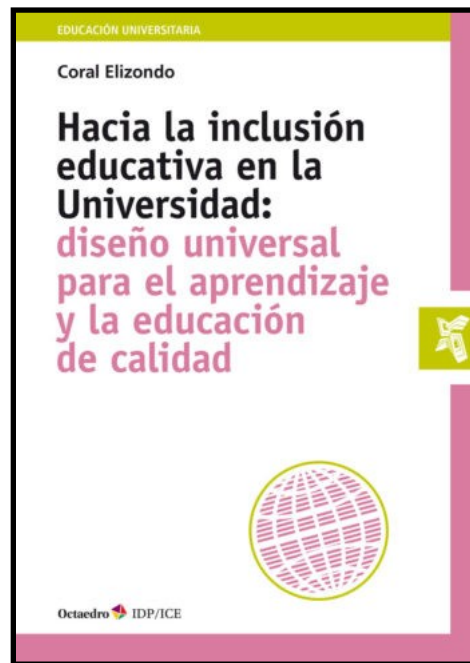 EDUCACIÓN UNIVERSITARIA
Coral Elizondo
Hacia la inclusión
educativa en la
Universidad:
diseño universal
para el aprendizaje
y la educación
de calidad
Octaedro IDP/ICE